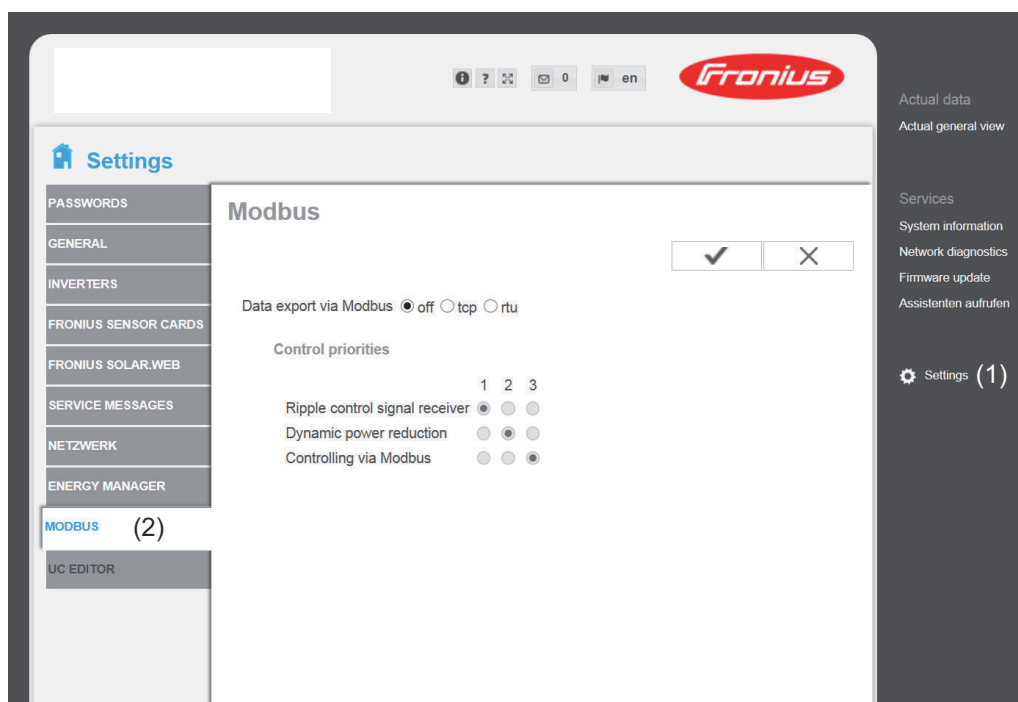 i ? 0 en
Fronius
Settings
PASSWORDS
GENERAL
INVERTERS
FRONIUS SENSOR CARDS
FRONIUS SOLAR.WEB
SERVICE MESSAGES
NETZWERK
ENERGY MANAGER
MODBUS (2)
UC EDITOR
Modbus
Data export via Modbus off tcp rtu
Control priorities
1 2 3
Ripple control signal receiver
Dynamic power reduction
Controlling via Modbus
Actual data
Actual general view
Services
System information
Network diagnostics
Firmware update
Assistenten aufrufen
Settings (1)